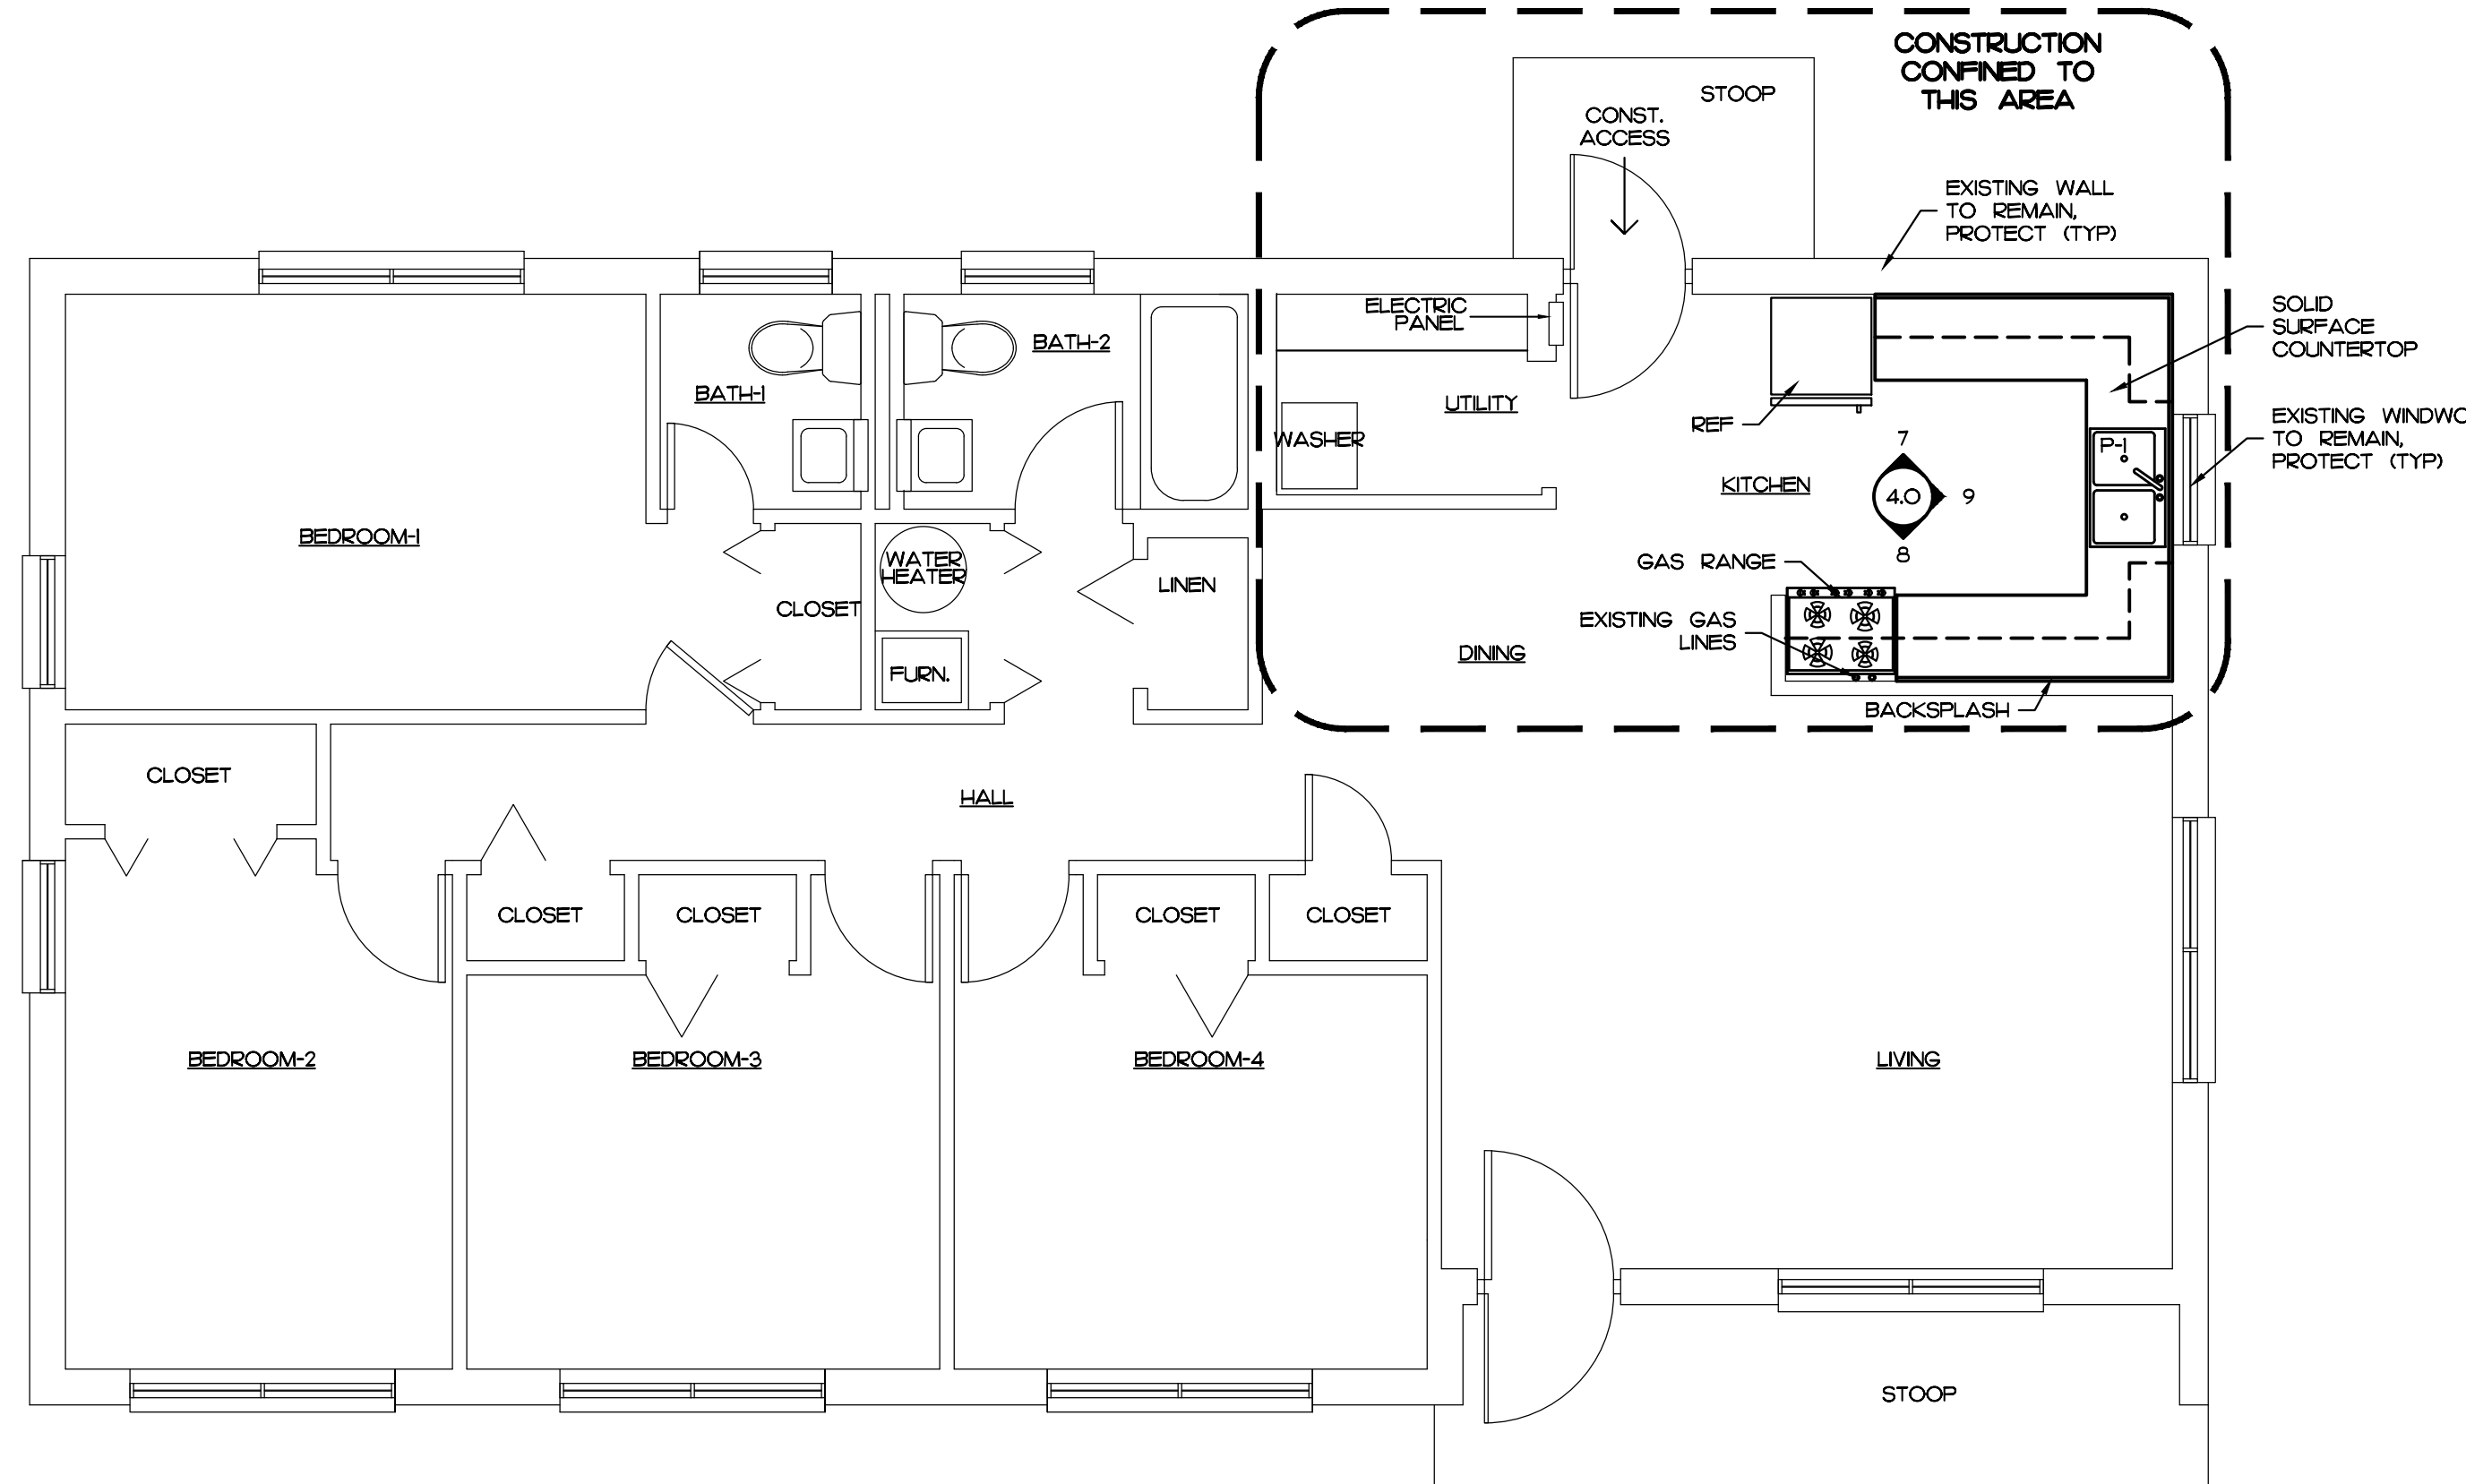 CONSTRUCTION
CONFINED TO
THIS AREA
STOOP
CONST.
ACCESS
EXISTING WALL
TO REMAIN,
PROTECT (TYP)
ELECTRIC
PANEL
SOLID
SURFACE
COUNTERTOP
BATH-2
BATH-1
UTILITY
REF
WASHER
EXISTING WINDWO
TO REMAIN,
PROTECT (TYP)
P-1
7
KITCHEN
4.0
9
8
BEDROOM-1
WATER
HEATER
LINEN
CLOSET
GAS RANGE
EXISTING GAS
LINES
FURN.
DINING
BACKSPLASH
CLOSET
HALL
CLOSET
CLOSET
CLOSET
CLOSET
BEDROOM-2
BEDROOM-3
BEDROOM-4
LIVING
STOOP